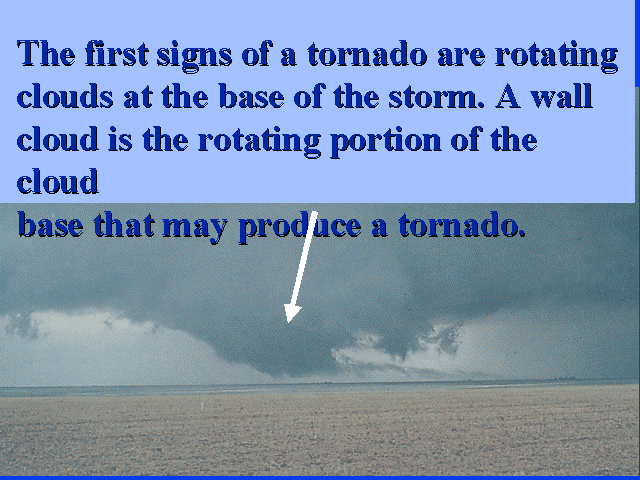 The first signs of a tornado are rotating
clouds at the base of the storm. A wall
cloud is the rotating portion of the
cloud
base that may produce a tornado.